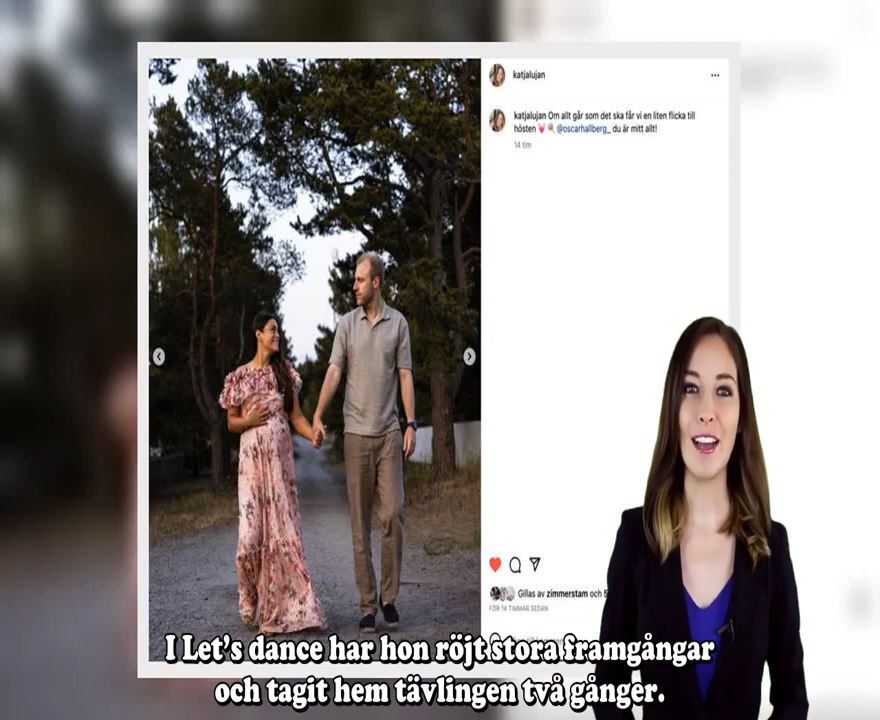 katjalujan
katjalujan Om allt går som det ska får vi en liten flicka till
hösten @oscarhallberg_ du är mitt allt!
14 tim
Gillas av zimmerstam och 5
FÖR 14 TIMMAR SEDAN
I Let's dance har hon röjt stora framgångar
och tagit hem tävlingen två gånger.